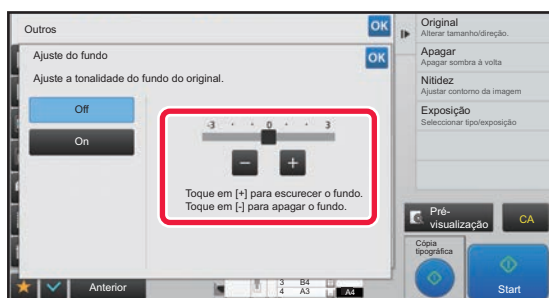 Outros
OK
Ajuste do fundo
OK
Ajuste a tonalidade do fundo do original.
Off
On
-3 0 3
Toque em [+] para escurecer o fundo.
Toque em [-] para apagar o fundo.
Anterior
3 B4
4 A3
A4
Original
Alterar tamanho/direção.
Apagar
Apagar sombra à volta
Nitidez
Ajustar contorno da imagem
Exposição
Seleccionar tipo/exposição
Pré-
visualização
CA
Cópia
tipográfica
Start